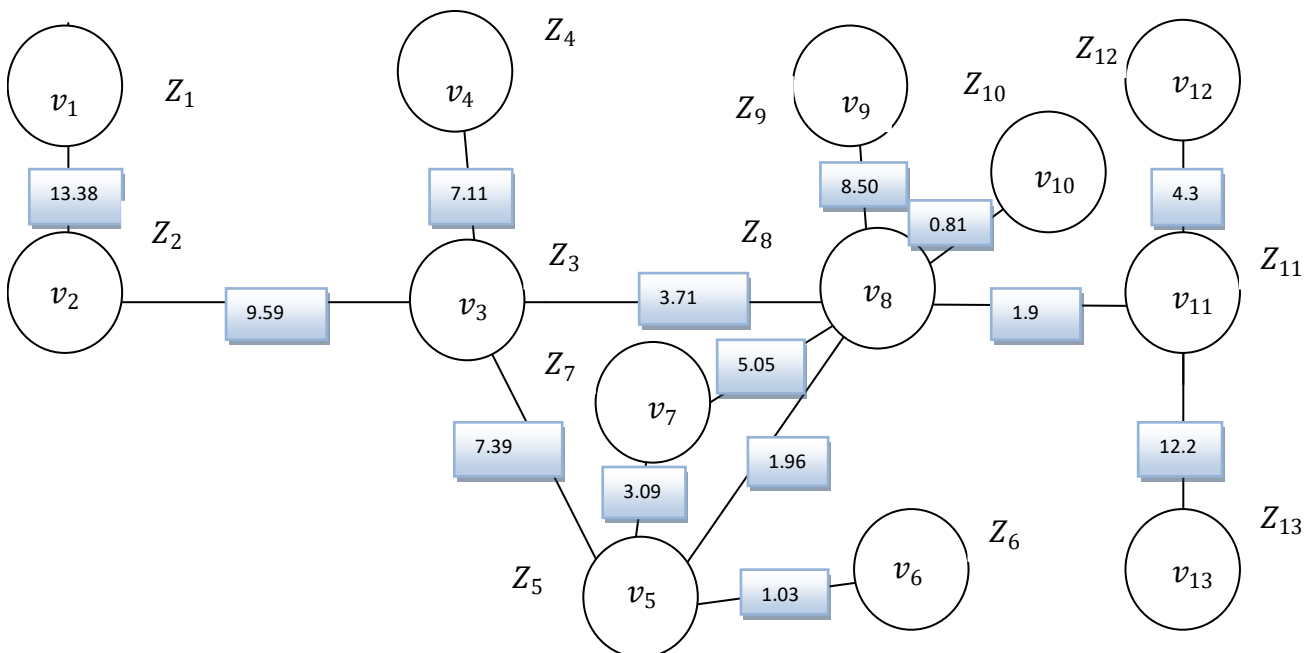 Z₄
Z₁₂
Z₁
v₁
v₄
Z₉
v₉
Z₁₀
v₁₂
13.38
7.11
8.50
v₁₀
4.3
0.81
Z₂
Z₃
Z₈
Z₁₁
v₂
v₃
v₈
v₁₁
9.59
3.71
1.9
Z₇
5.05
v₇
7.39
1.96
12.2
3.09
Z₆
Z₁₃
Z₅
v₅
1.03
v₆
v₁₃